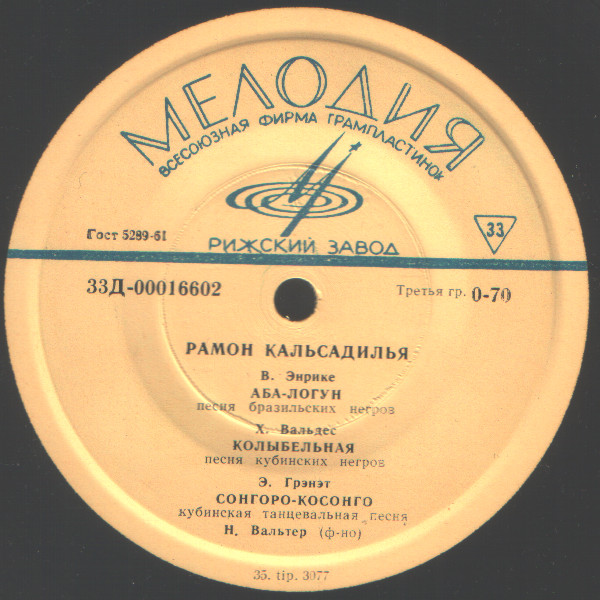 МЕЛОДИЯ
ВСЕСОЮЗНАЯ ФИРМА ГРАМПЛАСТИНОК
РИЖСКИЙ ЗАВОД
Гост 5289-61
33
33Д-00016602
Третья гр. 0-70
РАМОН КАЛЬСАДИЛЬЯ
В. Энрике
АБА-ЛОГУН
песня бразильских негров
Х. Вальдес
КОЛЫБЕЛЬНАЯ
песня кубинских негров
Э. Грэнэт
СОНГОРО-КОСОНГО
кубинская танцевальная песня
Н. Вальтер (ф-но)
35. tip. 3077